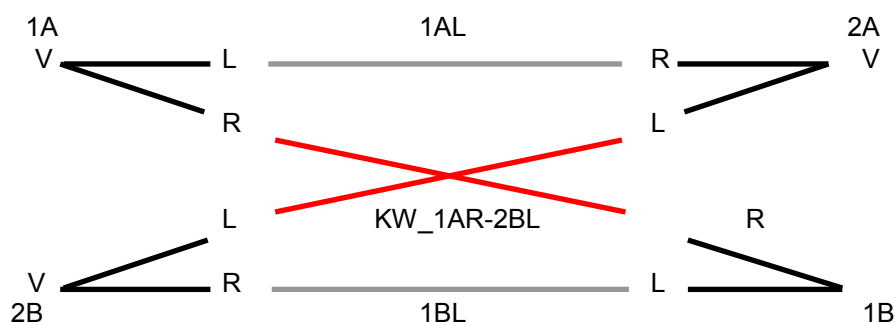 1A 1AL 2A
V L R V
R L
L KW_1AR-2BL R
V R L
2B 1BL 1B